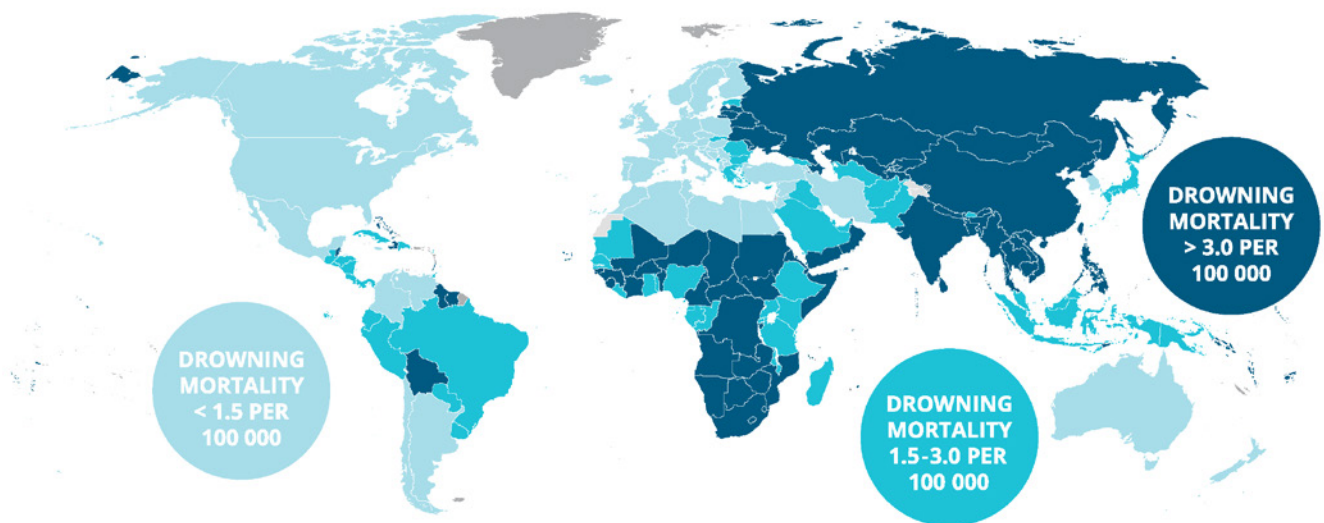 DROWNING
MORTALITY
< 1.5 PER
100 000
DROWNING
MORTALITY
1.5-3.0 PER
100 000
DROWNING
MORTALITY
> 3.0 PER
100 000